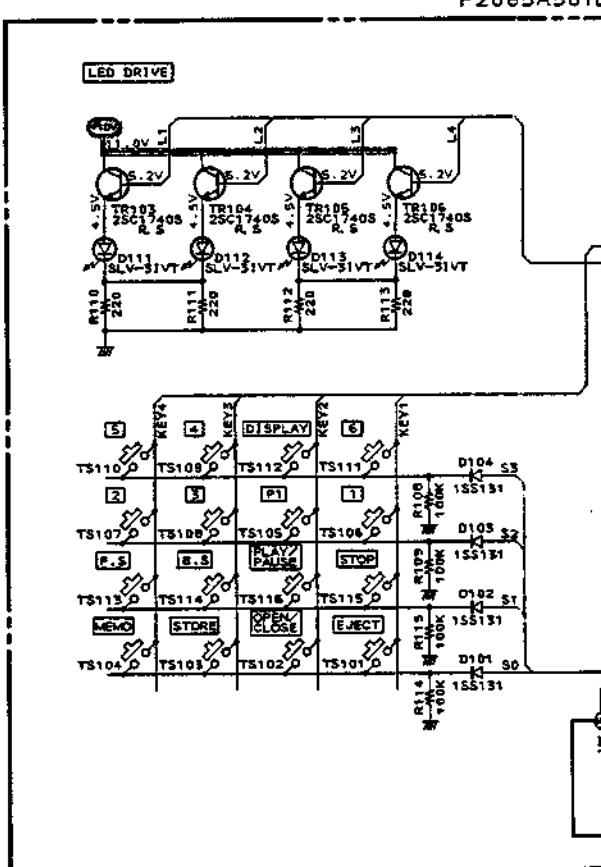 LED DRIVE
11.0V
L1 L2 L3 L4
5.2V 5.2V 5.2V 5.2V
4.5V 4.5V 4.5V 4.5V
TR103 TR104 TR105 TR106
2SC1740S 2SC1740S 2SC1740S 2SC1740S
R.S R.S R.S R.S
D111 D112 D113 D114
SLV-31VT SLV-31VT SLV-31VT SLV-31VT
R110 220 R111 220 R112 220 R113 220
KEY4 KEY3 KEY2 KEY1
5 4 DISPLAY 6
TS110 TS109 TS112 TS111
D104 S3
1SS131
R108 100K
2 3 P1 1
TS107 TS108 TS105 TS106
D103 S2
1SS131
R109 100K
F.S B.S PLAY/
PAUSE STOP
TS113 TS114 TS116 TS115
D102 S1
1SS131
R115 100K
MEMO STORE OPEN/
CLOSE EJECT
TS104 TS103 TS102 TS101
D101 S0
1SS131
R114 100K